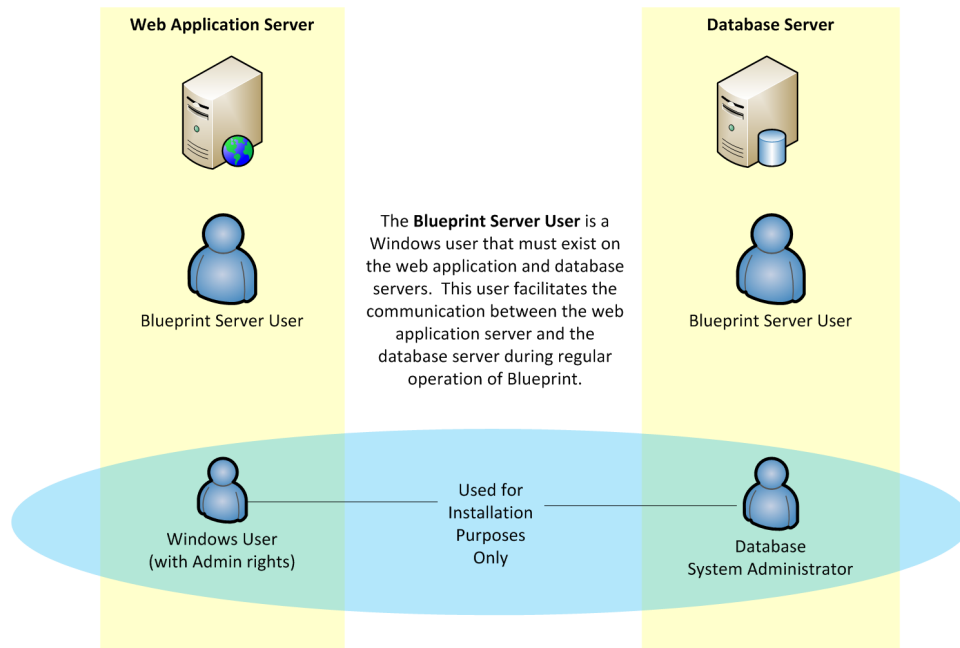 Web Application Server
Database Server
The Blueprint Server User is a
Windows user that must exist on
the web application and database
servers.  This user facilitates the
communication between the web
application server and the
database server during regular
operation of Blueprint.
Blueprint Server User
Blueprint Server User
Used for
Installation
Purposes
Only
Windows User
(with Admin rights)
Database
System Administrator